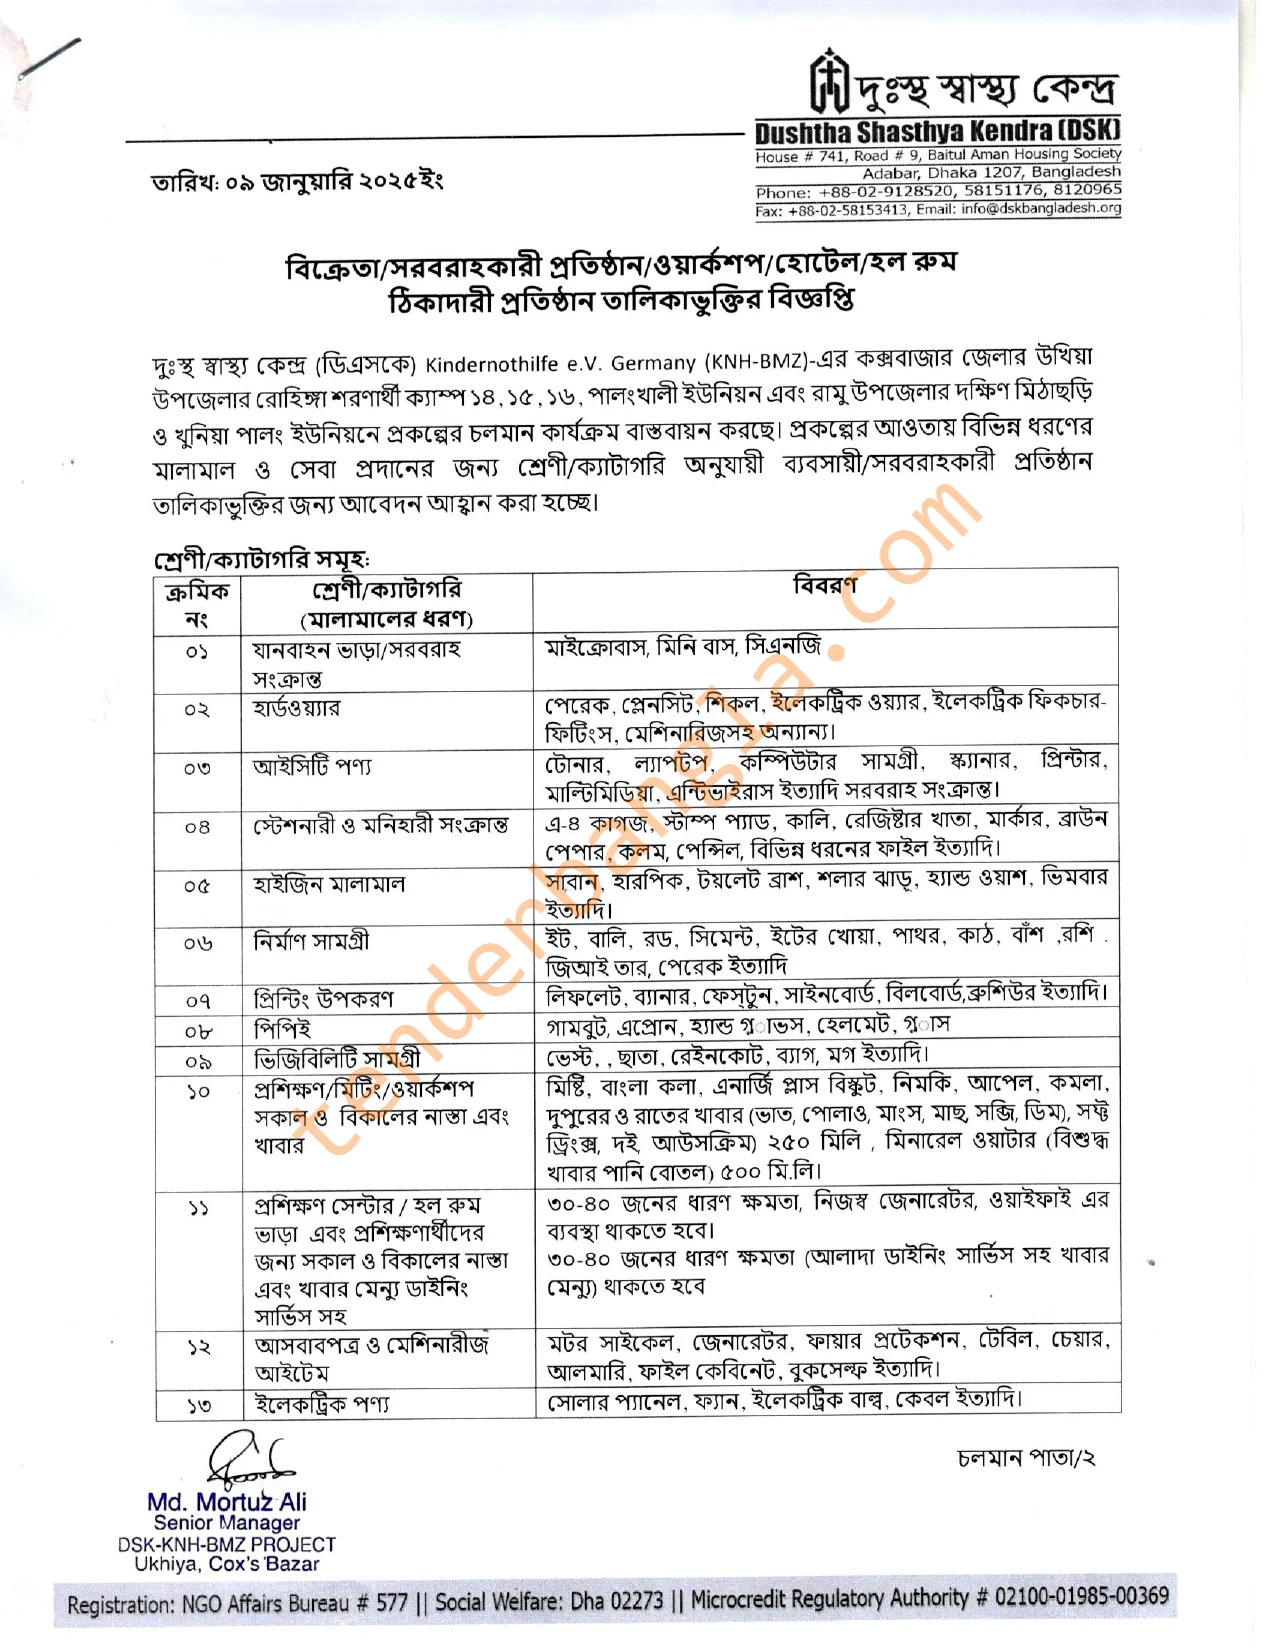 দুঃস্থ স্বাস্থ্য কেন্দ্র
Dushtha Shasthya Kendra (DSK)
House # 741, Road # 9, Baitul Aman Housing Society
Adabar, Dhaka 1207, Bangladesh
Phone: +88-02-9128520, 58151176, 8120965
Fax: +88-02-58153413, Email: info@dskbangladesh.org
তারিখ: ০৯ জানুয়ারি ২০২৫ইং
বিক্রেতা/সরবরাহকারী প্রতিষ্ঠান/ওয়ার্কশপ/হোটেল/হল রুম
ঠিকাদারী প্রতিষ্ঠান তালিকাভুক্তির বিজ্ঞপ্তি
দুঃস্থ স্বাস্থ্য কেন্দ্র (ডিএসকে) Kindernothilfe e.V. Germany (KNH-BMZ)-এর কক্সবাজার জেলার উখিয়া
উপজেলার রোহিঙ্গা শরণার্থী ক্যাম্প ১৪, ১৫, ১৬, পালংখালী ইউনিয়ন এবং রামু উপজেলার দক্ষিণ মিঠাছড়ি
ও খুনিয়া পালং ইউনিয়নে প্রকল্পের চলমান কার্যক্রম বাস্তবায়ন করছে। প্রকল্পের আওতায় বিভিন্ন ধরণের
মালামাল ও সেবা প্রদানের জন্য শ্রেণী/ক্যাটাগরি অনুযায়ী ব্যবসায়ী/সরবরাহকারী প্রতিষ্ঠান
তালিকাভুক্তির জন্য আবেদন আহ্বান করা হচ্ছে।
শ্রেণী/ক্যাটাগরি সমূহ:
ক্রমিক নং শ্রেণী/ক্যাটাগরি (মালামালের ধরণ) বিবরণ
০১ যানবাহন ভাড়া/সরবরাহ মাইক্রোবাস, মিনি বাস, সিএনজি
সংক্রান্ত
০২ হার্ডওয়্যার পেরেক, প্লেনসিট, শিকল, ইলেকট্রিক ওয়্যার, ইলেকট্রিক ফিকচার-
ফিটিংস, মেশিনারিজসহ অন্যান্য।
০৩ আইসিটি পণ্য টোনার, ল্যাপটপ, কম্পিউটার সামগ্রী, স্ক্যানার, প্রিন্টার,
মাল্টিমিডিয়া, এন্টিভাইরাস ইত্যাদি সরবরাহ সংক্রান্ত।
০৪ স্টেশনারী ও মনিহারী সংক্রান্ত এ-৪ কাগজ, স্টাম্প প্যাড, কালি, রেজিষ্টার খাতা, মার্কার, ব্রাউন
পেপার, কলম, পেন্সিল, বিভিন্ন ধরনের ফাইল ইত্যাদি।
০৫ হাইজিন মালামাল সাবান, হারপিক, টয়লেট ব্রাশ, শলার ঝাড়ু, হ্যান্ড ওয়াশ, ভিমবার
ইত্যাদি।
০৬ নির্মাণ সামগ্রী ইট, বালি, রড, সিমেন্ট, ইটের খোয়া, পাথর, কাঠ, বাঁশ ,রশি .
জিআই তার, পেরেক ইত্যাদি
০৭ প্রিন্টিং উপকরণ লিফলেট, ব্যানার, ফেস্টুন, সাইনবোর্ড, বিলবোর্ড,ব্রুশিউর ইত্যাদি।
০৮ পিপিই গামবুট, এপ্রোন, হ্যান্ড গ্লাভস, হেলমেট, গ্লাস
০৯ ভিজিবিলিটি সামগ্রী ভেস্ট, , ছাতা, রেইনকোট, ব্যাগ, মগ ইত্যাদি।
১০ প্রশিক্ষণ/মিটিং/ওয়ার্কশপ মিষ্টি, বাংলা কলা, এনার্জি প্লাস বিস্কুট, নিমকি, আপেল, কমলা,
সকাল ও বিকালের নাস্তা এবং দুপুরের ও রাতের খাবার (ভাত, পোলাও, মাংস, মাছ, সব্জি, ডিম), সফ্ট
খাবার ড্রিংক্স, দই, আউসক্রিম) ২৫০ মিলি , মিনারেল ওয়াটার (বিশুদ্ধ
খাবার পানি বোতল) ৫০০ মি.লি।
১১ প্রশিক্ষণ সেন্টার / হল রুম ৩০-৪০ জনের ধারণ ক্ষমতা, নিজস্ব জেনারেটর, ওয়াইফাই এর
ভাড়া এবং প্রশিক্ষণার্থীদের ব্যবস্থা থাকতে হবে।
জন্য সকাল ও বিকালের নাস্তা ৩০-৪০ জনের ধারণ ক্ষমতা (আলাদা ডাইনিং সার্ভিস সহ খাবার
এবং খাবার মেন্যু ডাইনিং মেন্যু) থাকতে হবে
সার্ভিস সহ
১২ আসবাবপত্র ও মেশিনারীজ মটর সাইকেল, জেনারেটর, ফায়ার প্রটেকশন, টেবিল, চেয়ার,
আইটেম আলমারি, ফাইল কেবিনেট, বুকসেল্ফ ইত্যাদি।
১৩ ইলেকট্রিক পণ্য সোলার প্যানেল, ফ্যান, ইলেকট্রিক বাল্ব, কেবল ইত্যাদি।
চলমান পাতা/২
Md. Mortuz Ali
Senior Manager
DSK-KNH-BMZ PROJECT
Ukhiya, Cox's Bazar
Registration: NGO Affairs Bureau # 577 || Social Welfare: Dha 02273 || Microcredit Regulatory Authority # 02100-01985-00369
tenderbangla.com